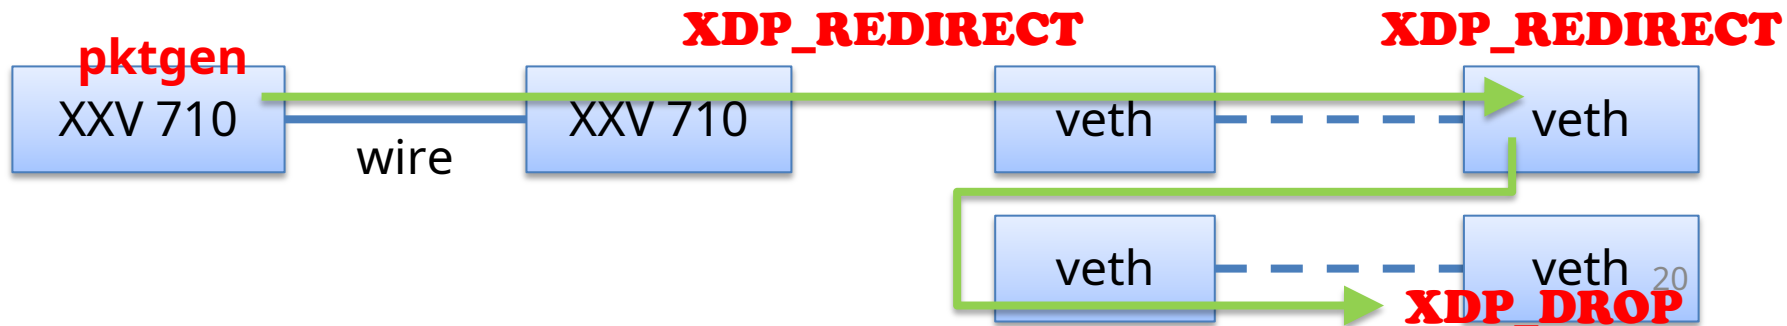 XDP_REDIRECT XDP_REDIRECT
pktgen
XXV 710 XXV 710 veth veth
wire
veth veth
20
XDP_DROP